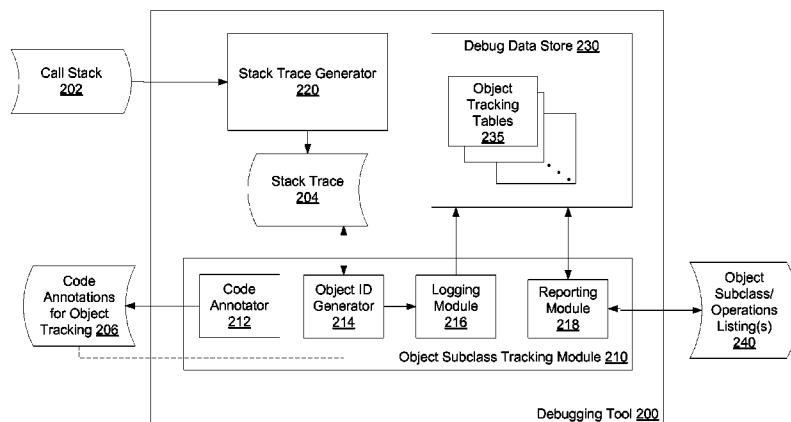 Debug Data Store 230
Call Stack
202
Stack Trace Generator
220
Object
Tracking
Tables
235
Stack Trace
204
Code
Annotations
for Object
Tracking 206
Code
Annotator
212
Object ID
Generator
214
Logging
Module
216
Reporting
Module
218
Object
Subclass/
Operations
Listing(s)
240
Object Subclass Tracking Module 210
Debugging Tool 200